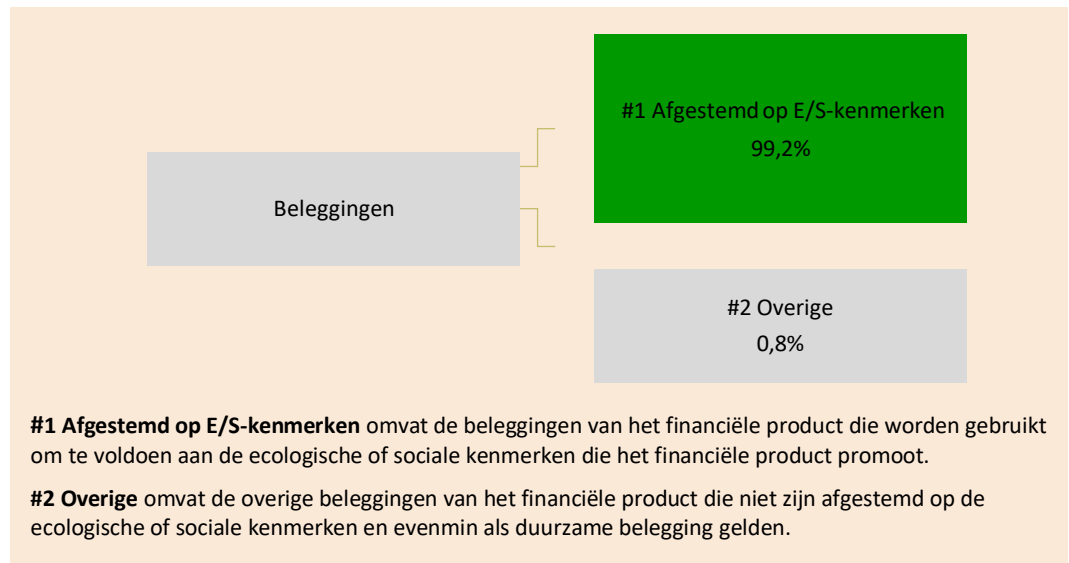 #1 Afgestemd op E/S-kenmerken
99,2%
Beleggingen
#2 Overige
0,8%
#1 Afgestemd op E/S-kenmerken omvat de beleggingen van het financiële product die worden gebruikt
om te voldoen aan de ecologische of sociale kenmerken die het financiële product promoot.
#2 Overige omvat de overige beleggingen van het financiële product die niet zijn afgestemd op de
ecologische of sociale kenmerken en evenmin als duurzame belegging gelden.